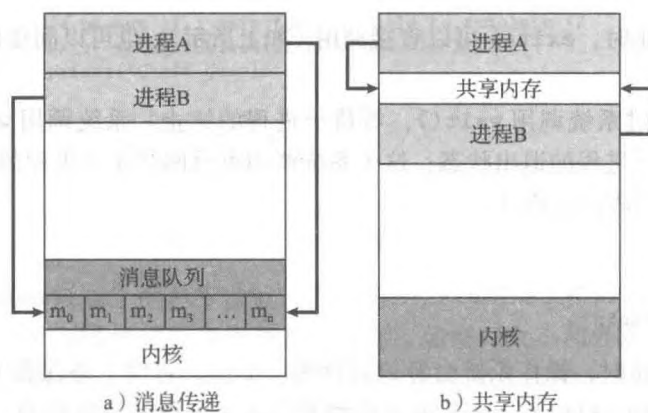 进程A
进程B
消息队列
m₀ m₁ m₂ m₃ … mₙ
内核
a）消息传递
进程A
共享内存
进程B
内核
b）共享内存